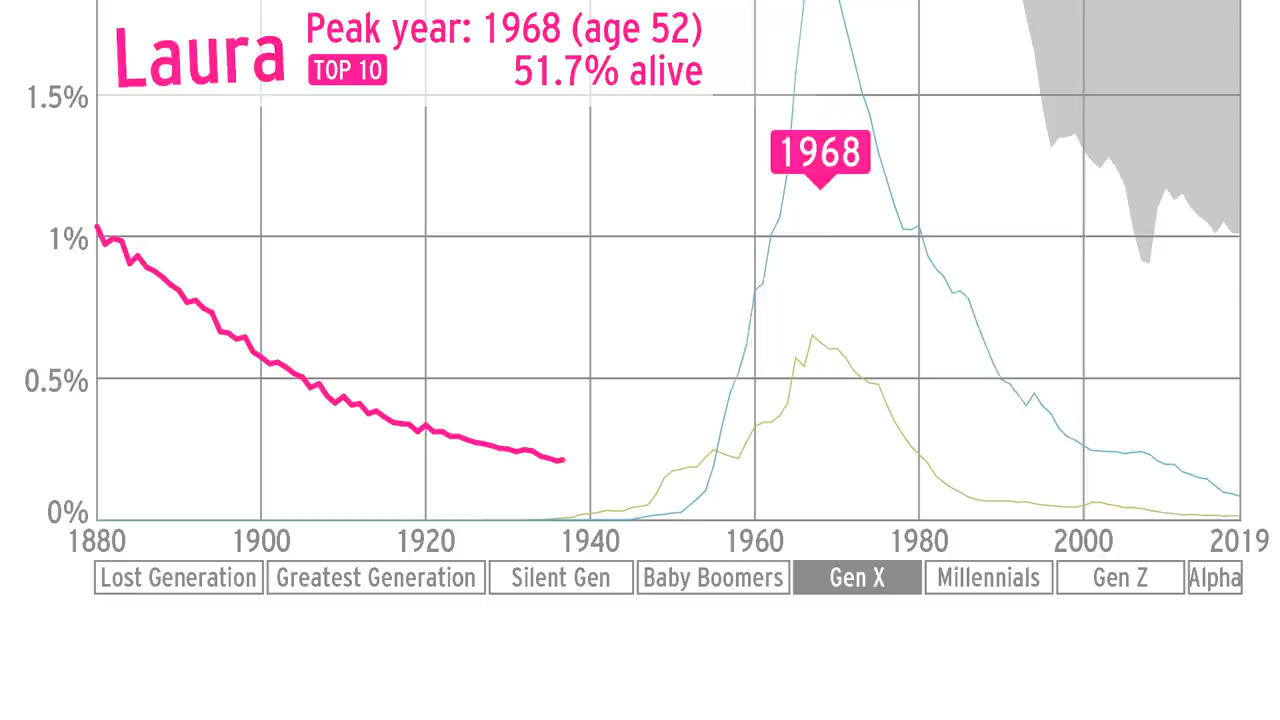 Laura
Peak year: 1968 (age 52)
TOP 10
51.7% alive
1.5%
1968
1%
0.5%
0%
1880 1900 1920 1940 1960 1980 2000 2019
Lost Generation Greatest Generation Silent Gen Baby Boomers Gen X Millennials Gen Z Alpha